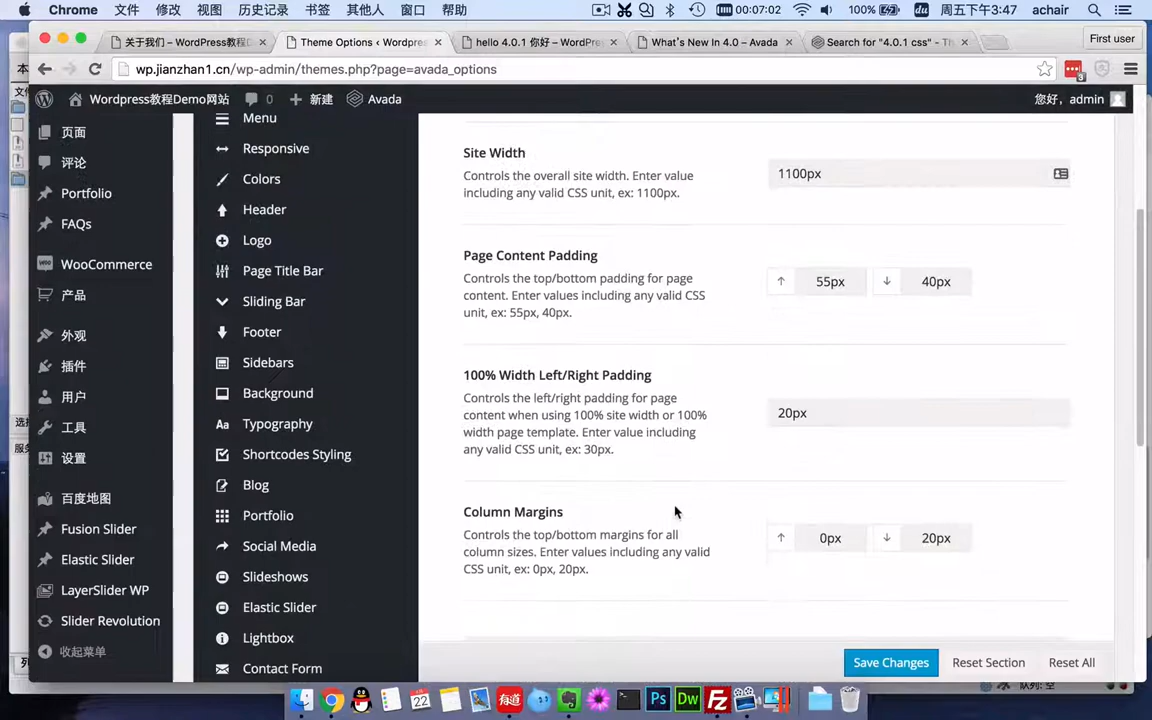 Chrome 文件 修改 视图 历史记录 书签 其他人 窗口 帮助 00:07:02 100% du 周五下午3:47 achair
关于我们 – WordPress教程D Theme Options ‹ Wordpres hello 4.0.1 你好 – WordPre What's New In 4.0 – Avada Search for "4.0.1 css" - Th First user
wp.jianzhan1.cn/wp-admin/themes.php?page=avada_options 3
Wordpress教程Demo网站 0 新建 Avada 您好, admin
页面
评论
Portfolio
FAQs
WooCommerce
产品
外观
插件
用户
工具
设置
百度地图
Fusion Slider
Elastic Slider
LayerSlider WP
Slider Revolution
收起菜单
Menu
Responsive
Colors
Header
Logo
Page Title Bar
Sliding Bar
Footer
Sidebars
Background
Aa Typography
Shortcodes Styling
Blog
Portfolio
Social Media
Slideshows
Elastic Slider
Lightbox
Contact Form
Site Width
Controls the overall site width. Enter value
including any valid CSS unit, ex: 1100px.
1100px
Page Content Padding
Controls the top/bottom padding for page
content. Enter values including any valid CSS
unit, ex: 55px, 40px.
55px 40px
100% Width Left/Right Padding
Controls the left/right padding for page
content when using 100% site width or 100%
width page template. Enter value including
any valid CSS unit, ex: 30px.
20px
Column Margins
Controls the top/bottom margins for all
column sizes. Enter values including any valid
CSS unit, ex: 0px, 20px.
0px 20px
Save Changes Reset Section Reset All
队列: 空
22 有道 Ps Dw Fz